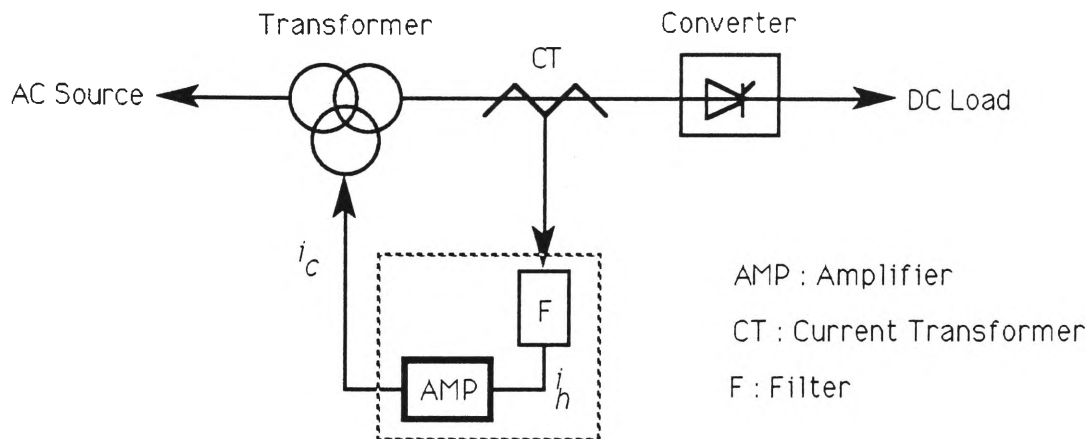 Transformer
Converter
CT
AC Source
DC Load
i_c
F
AMP
i_h
AMP : Amplifier
CT : Current Transformer
F : Filter